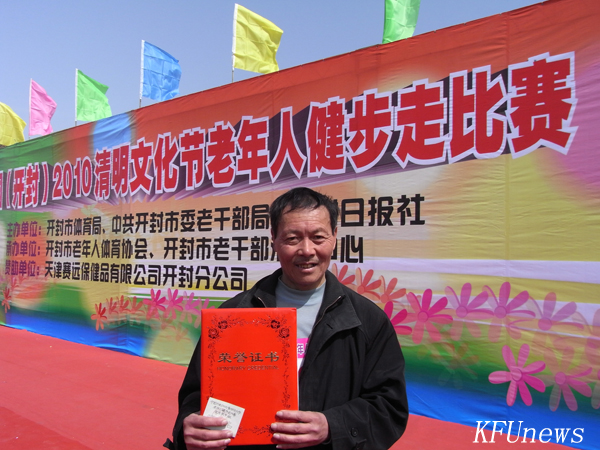 国（开封）2010清明文化节老年人健步走比赛
主办单位：开封市体育局、中共开封市委老干部局 日报社
承办单位：开封市老年人体育协会、开封市老干部 中心
赞助单位：天津赛远保健品有限公司开封分公司
荣誉证书
KFUnews